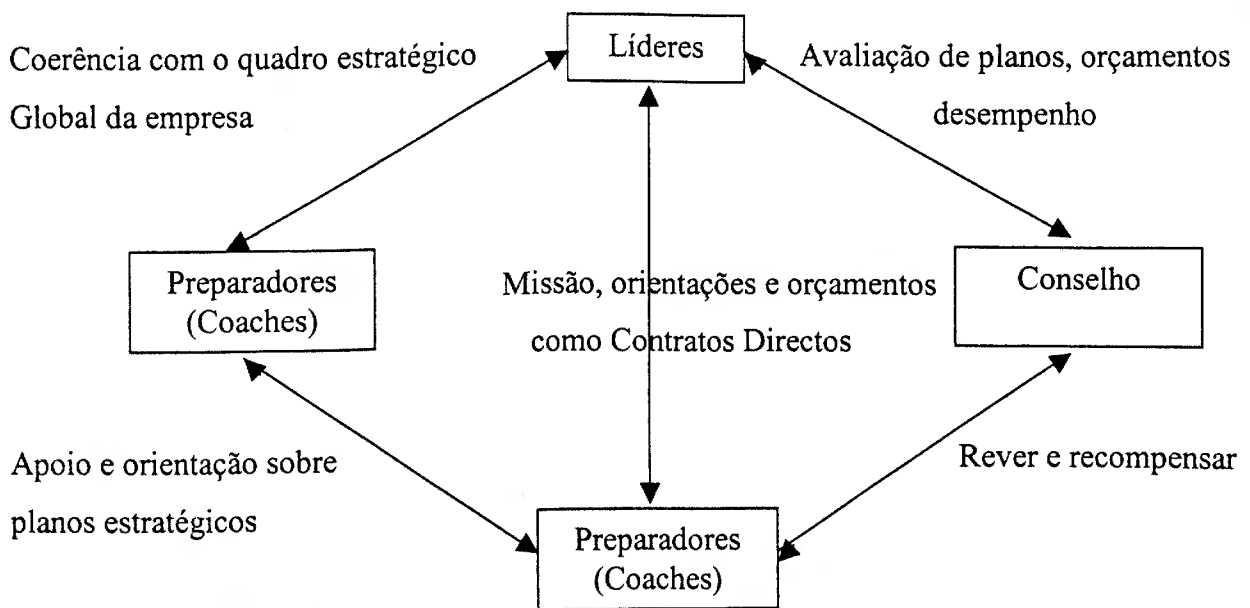 Líderes
Coerência com o quadro estratégico
Global da empresa
Avaliação de planos, orçamentos
desempenho
Preparadores
(Coaches)
Missão, orientações e orçamentos
como Contratos Directos
Conselho
Apoio e orientação sobre
planos estratégicos
Rever e recompensar
Preparadores
(Coaches)